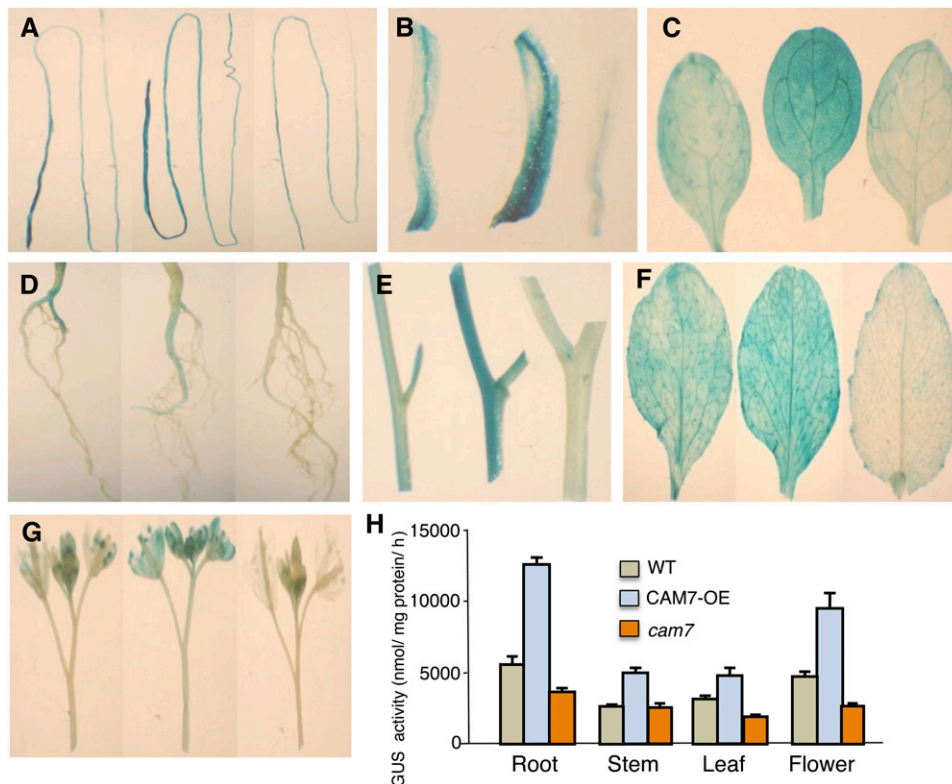 A
B
C
D
E
F
G
H
GUS activity (nmol/ mg protein/ h)
15000
10000
5000
0
WT
CAM7-OE
cam7
Root
Stem
Leaf
Flower